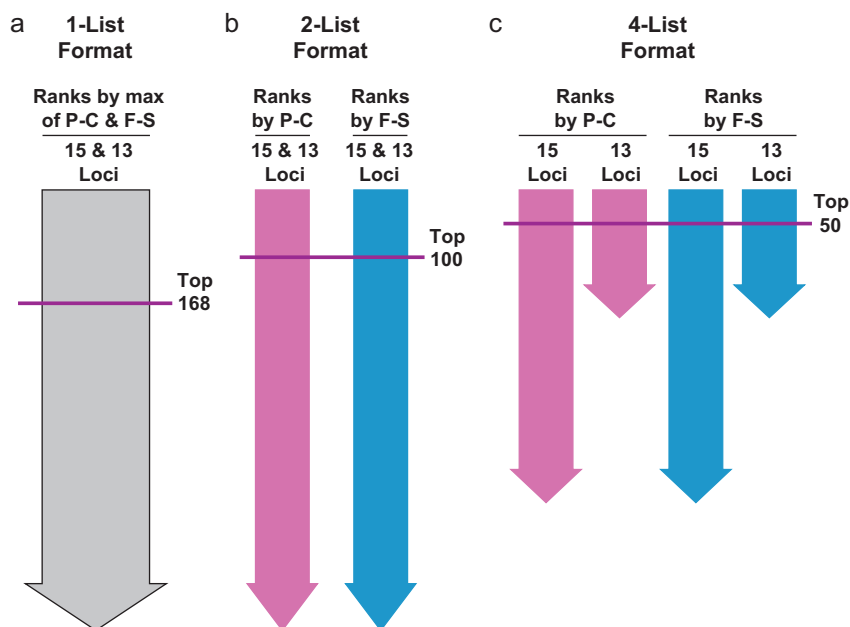 a
1-List
Format
Ranks by max
of P-C & F-S
15 & 13
Loci
Top
168
b
2-List
Format
Ranks
by P-C
15 & 13
Loci
Ranks
by F-S
15 & 13
Loci
Top
100
c
4-List
Format
Ranks
by P-C
15
Loci
13
Loci
Ranks
by F-S
15
Loci
13
Loci
Top
50